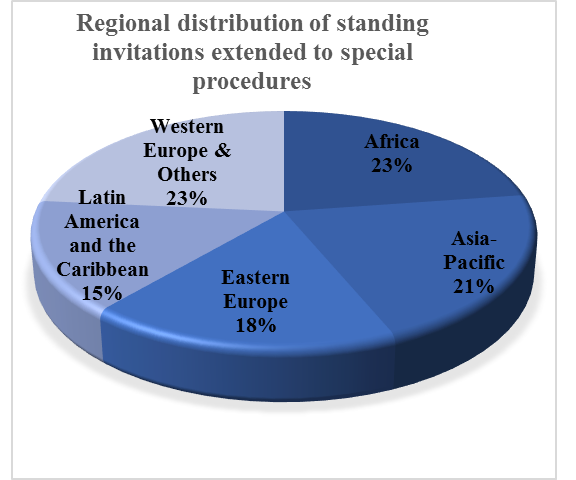 Regional distribution of standing
invitations extended to special
procedures
Western
Europe &
Others
23%
Africa
23%
Latin
America
and the
Caribbean
15%
Asia-
Pacific
21%
Eastern
Europe
18%